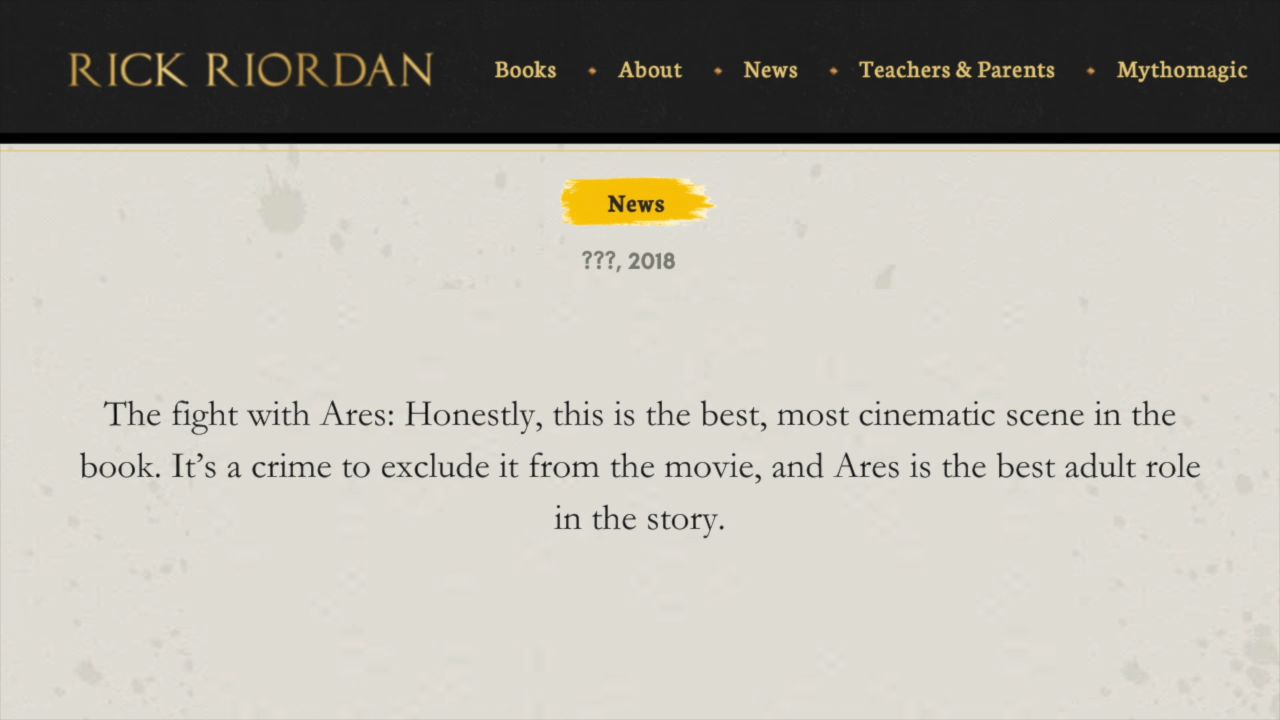 RICK RIORDAN
Books
About
News
Teachers & Parents
Mythomagic
News
???, 2018
The fight with Ares: Honestly, this is the best, most cinematic scene in the
book. It’s a crime to exclude it from the movie, and Ares is the best adult role
in the story.